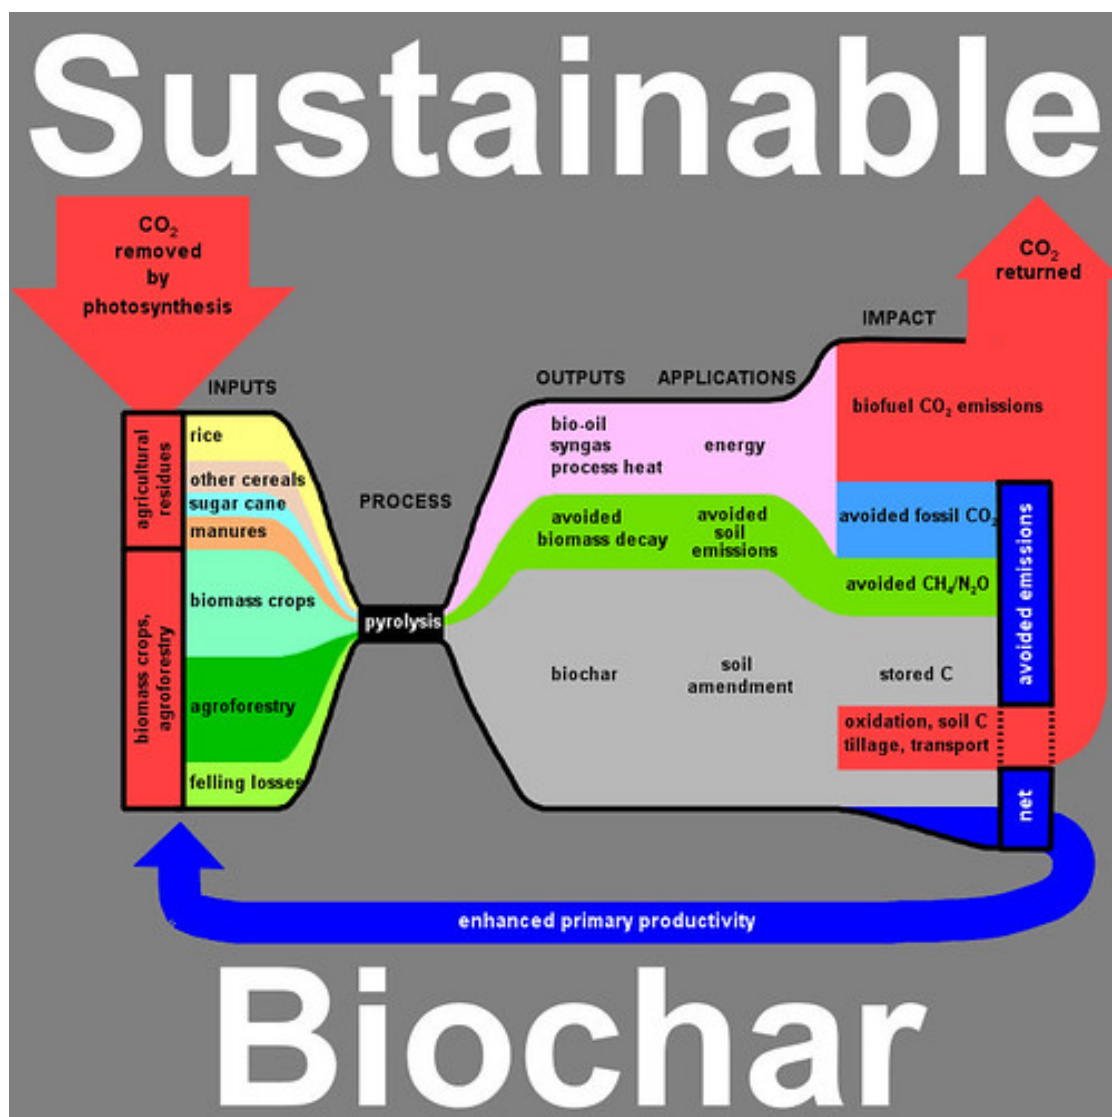 Sustainable
CO₂
removed
by
photosynthesis
CO₂
returned
IMPACT
INPUTS
OUTPUTS
APPLICATIONS
PROCESS
agricultural
residues
rice
other cereals
sugar cane
manures
biomass crops,
agroforestry
biomass crops
agroforestry
felling losses
pyrolysis
bio-oil
syngas
process heat
energy
biofuel CO₂ emissions
avoided
biomass decay
avoided
soil
emissions
avoided fossil CO₂
avoided CH₄/N₂O
avoided emissions
biochar
soil
amendment
stored C
oxidation, soil C
tillage, transport
net
enhanced primary productivity
Biochar